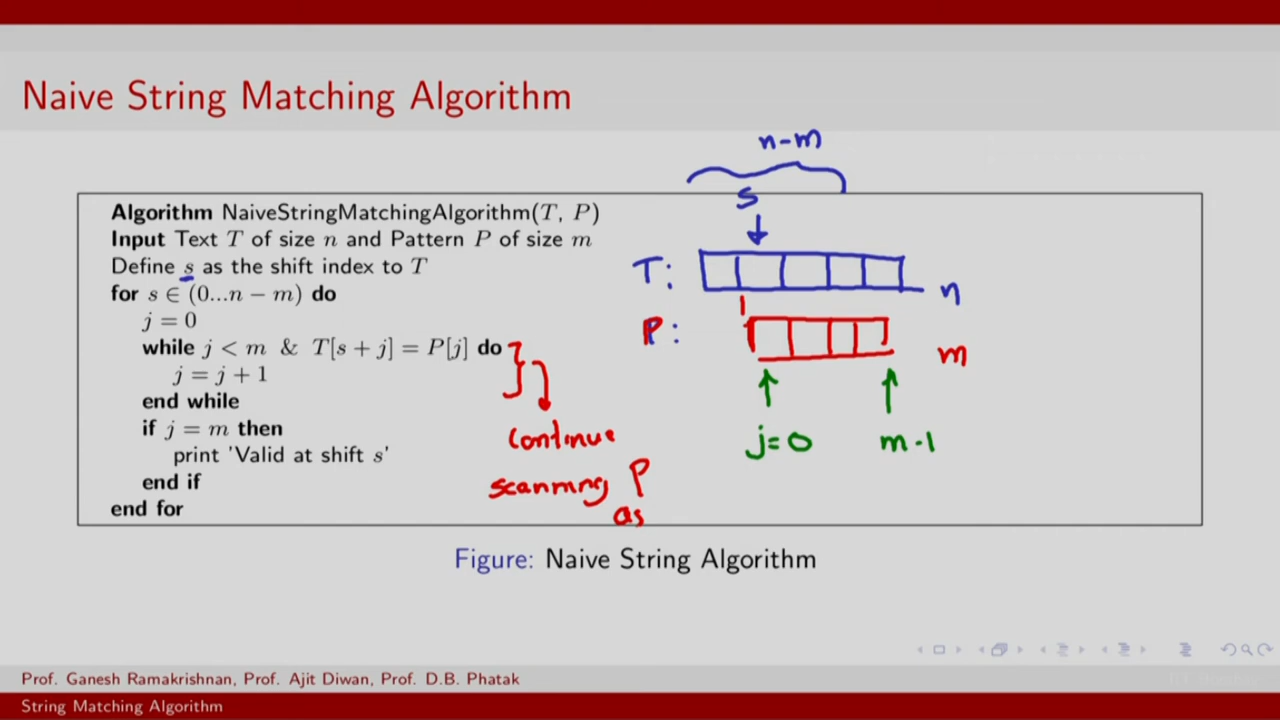 Naive String Matching Algorithm
n-m
s
Algorithm NaiveStringMatchingAlgorithm(T, P)
Input Text T of size n and Pattern P of size m
Define s as the shift index to T
for s ∈ (0...n − m) do
j = 0
while j < m & T[s + j] = P[j] do
j = j + 1
end while
if j = m then
print 'Valid at shift s'
end if
end for
T:
n
P:
m
j=0
m-1
continue
scanning P
as
Figure: Naive String Algorithm
Prof. Ganesh Ramakrishnan, Prof. Ajit Diwan, Prof. D.B. Phatak
String Matching Algorithm